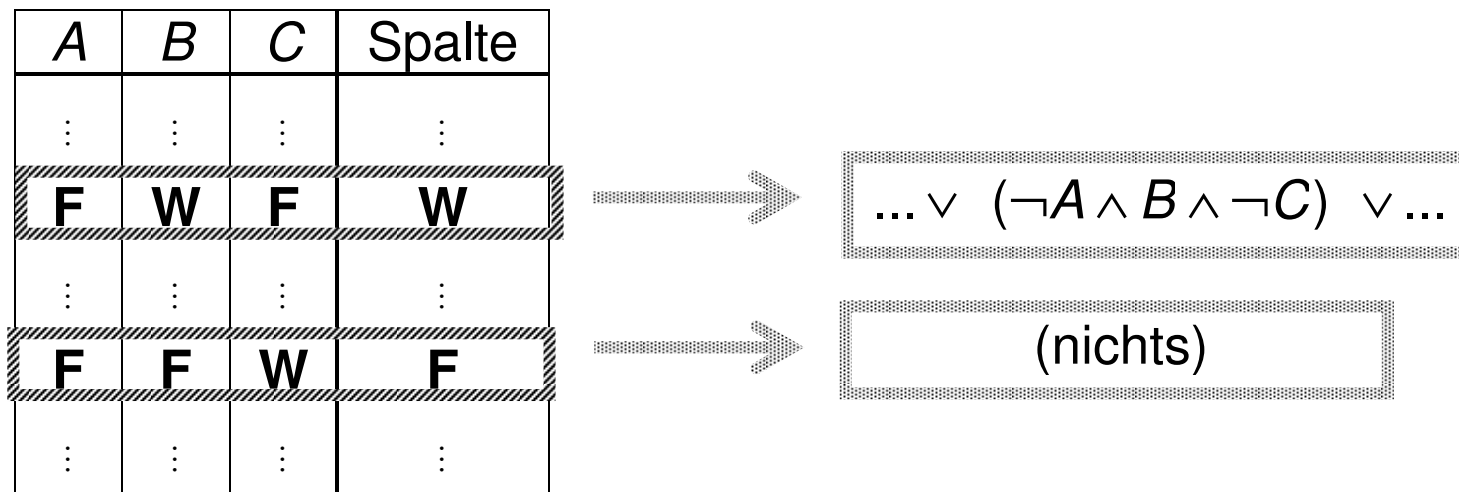 A B C Spalte
⋮ ⋮ ⋮ ⋮
F W F W
... ∨ (¬A ∧ B ∧ ¬C) ∨ ...
⋮ ⋮ ⋮ ⋮
F F W F
(nichts)
⋮ ⋮ ⋮ ⋮